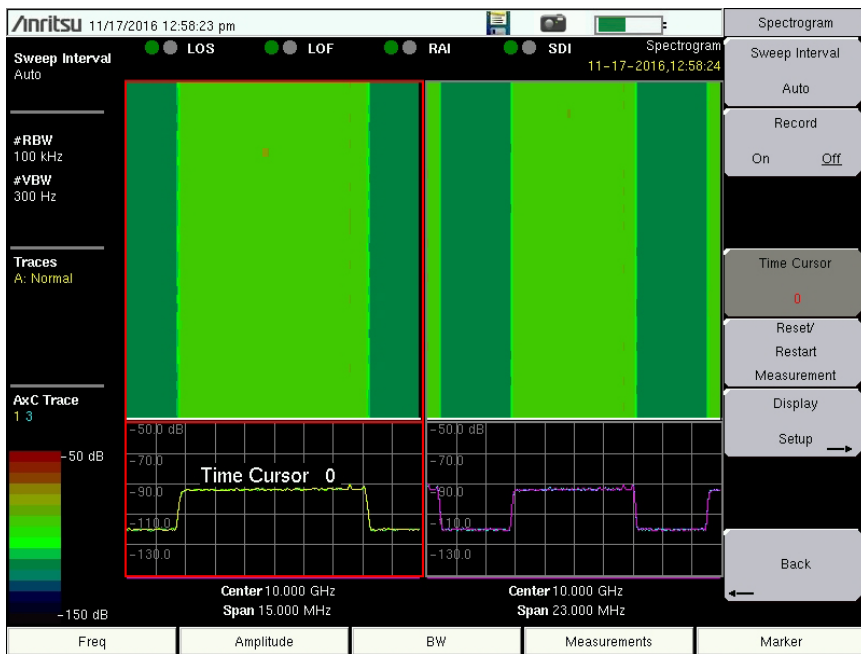 Anritsu 11/17/2016 12:58:23 pm
Spectrogram
Sweep Interval
Auto
LOS
LOF
RAI
SDI
Spectrogram
11-17-2016,12:58:24
#RBW
100 kHz
#VBW
300 Hz
Traces
A: Normal
AxC Trace
1 3
-50 dB
-150 dB
-50.0 dB
-70.0
-90.0
-110.0
-130.0
Time Cursor 0
-50.0 dB
-70.0
-90.0
-110.0
-130.0
Center 10.000 GHz
Span 15.000 MHz
Center 10.000 GHz
Span 23.000 MHz
Sweep Interval
Auto
Record
On Off
Time Cursor
0
Reset/
Restart
Measurement
Display
Setup
Back
Freq
Amplitude
BW
Measurements
Marker